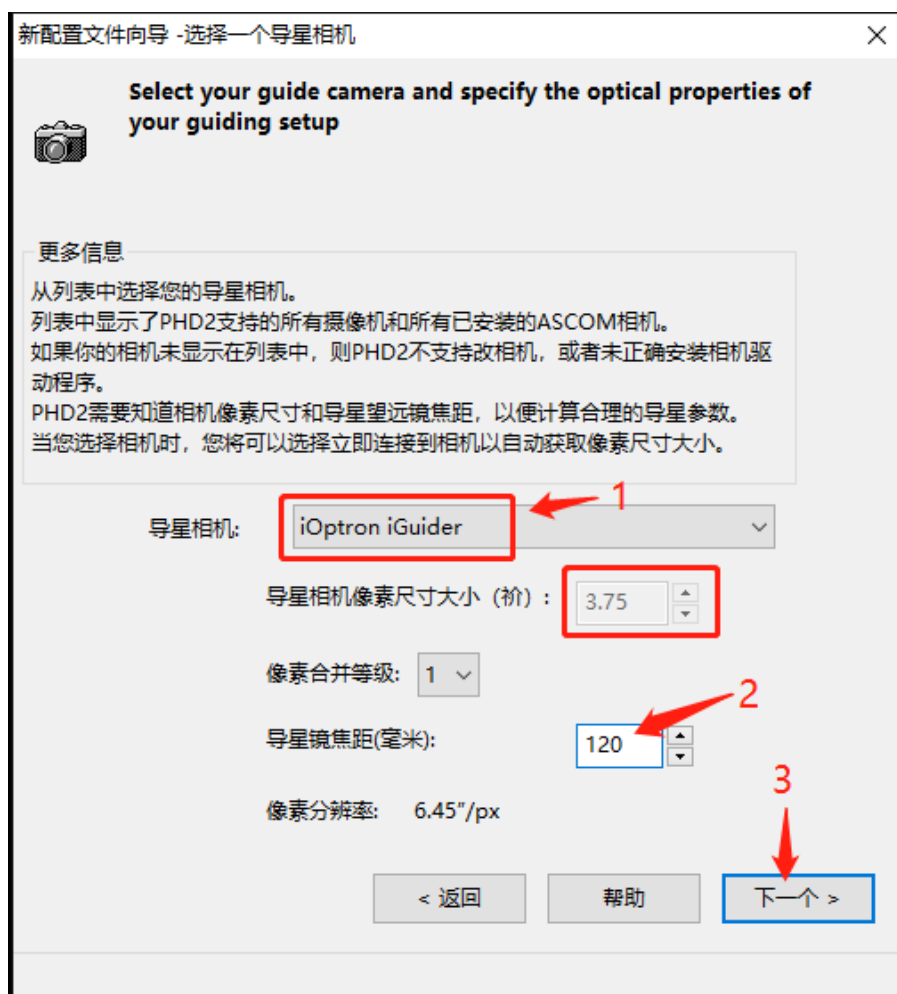 新配置文件向导 -选择一个导星相机
Select your guide camera and specify the optical properties of
your guiding setup
更多信息
从列表中选择您的导星相机。
列表中显示了PHD2支持的所有摄像机和所有已安装的ASCOM相机。
如果你的相机未显示在列表中，则PHD2不支持改相机，或者未正确安装相机驱
动程序。
PHD2需要知道相机像素尺寸和导星望远镜焦距，以便计算合理的导星参数。
当您选择相机时，您将可以选择立即连接到相机以自动获取像素尺寸大小。
1
导星相机: iOptron iGuider
导星相机像素尺寸大小（祄）: 3.75
像素合并等级: 1
2
导星镜焦距(毫米): 120
3
像素分辨率: 6.45"/px
< 返回 帮助 下一个 >